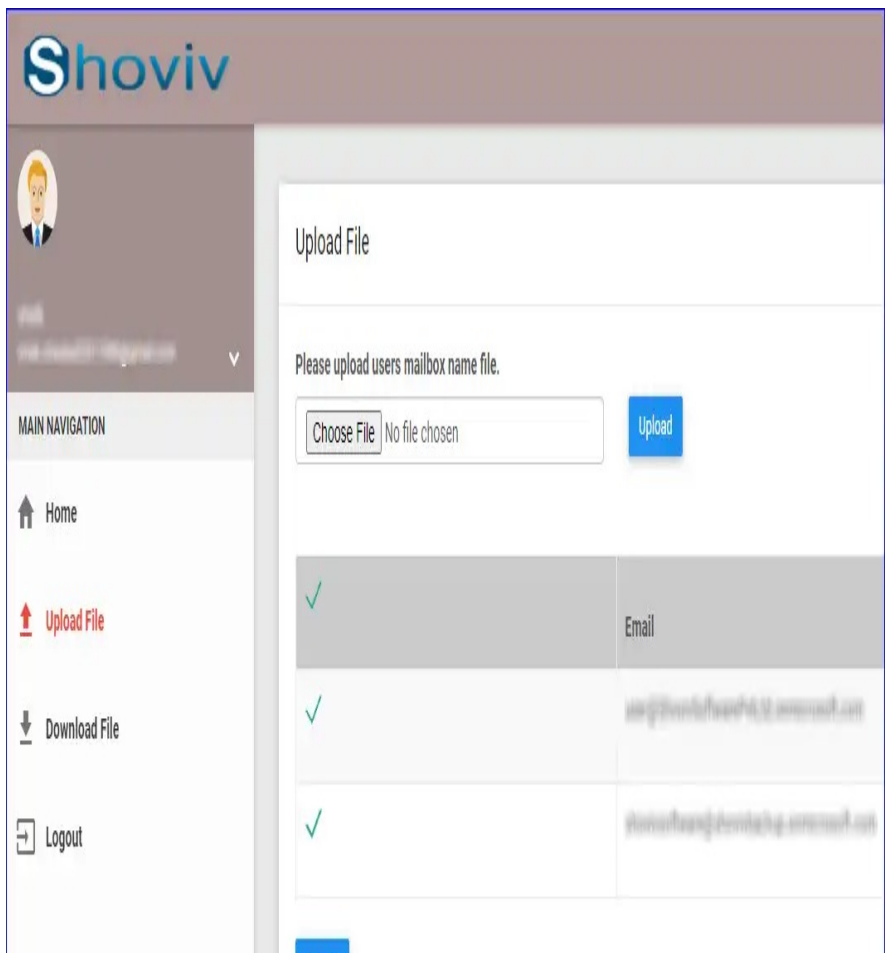 Shoviv
MAIN NAVIGATION
Home
Upload File
Download File
Logout
Upload File
Please upload users mailbox name file.
Choose File No file chosen
Upload
Email